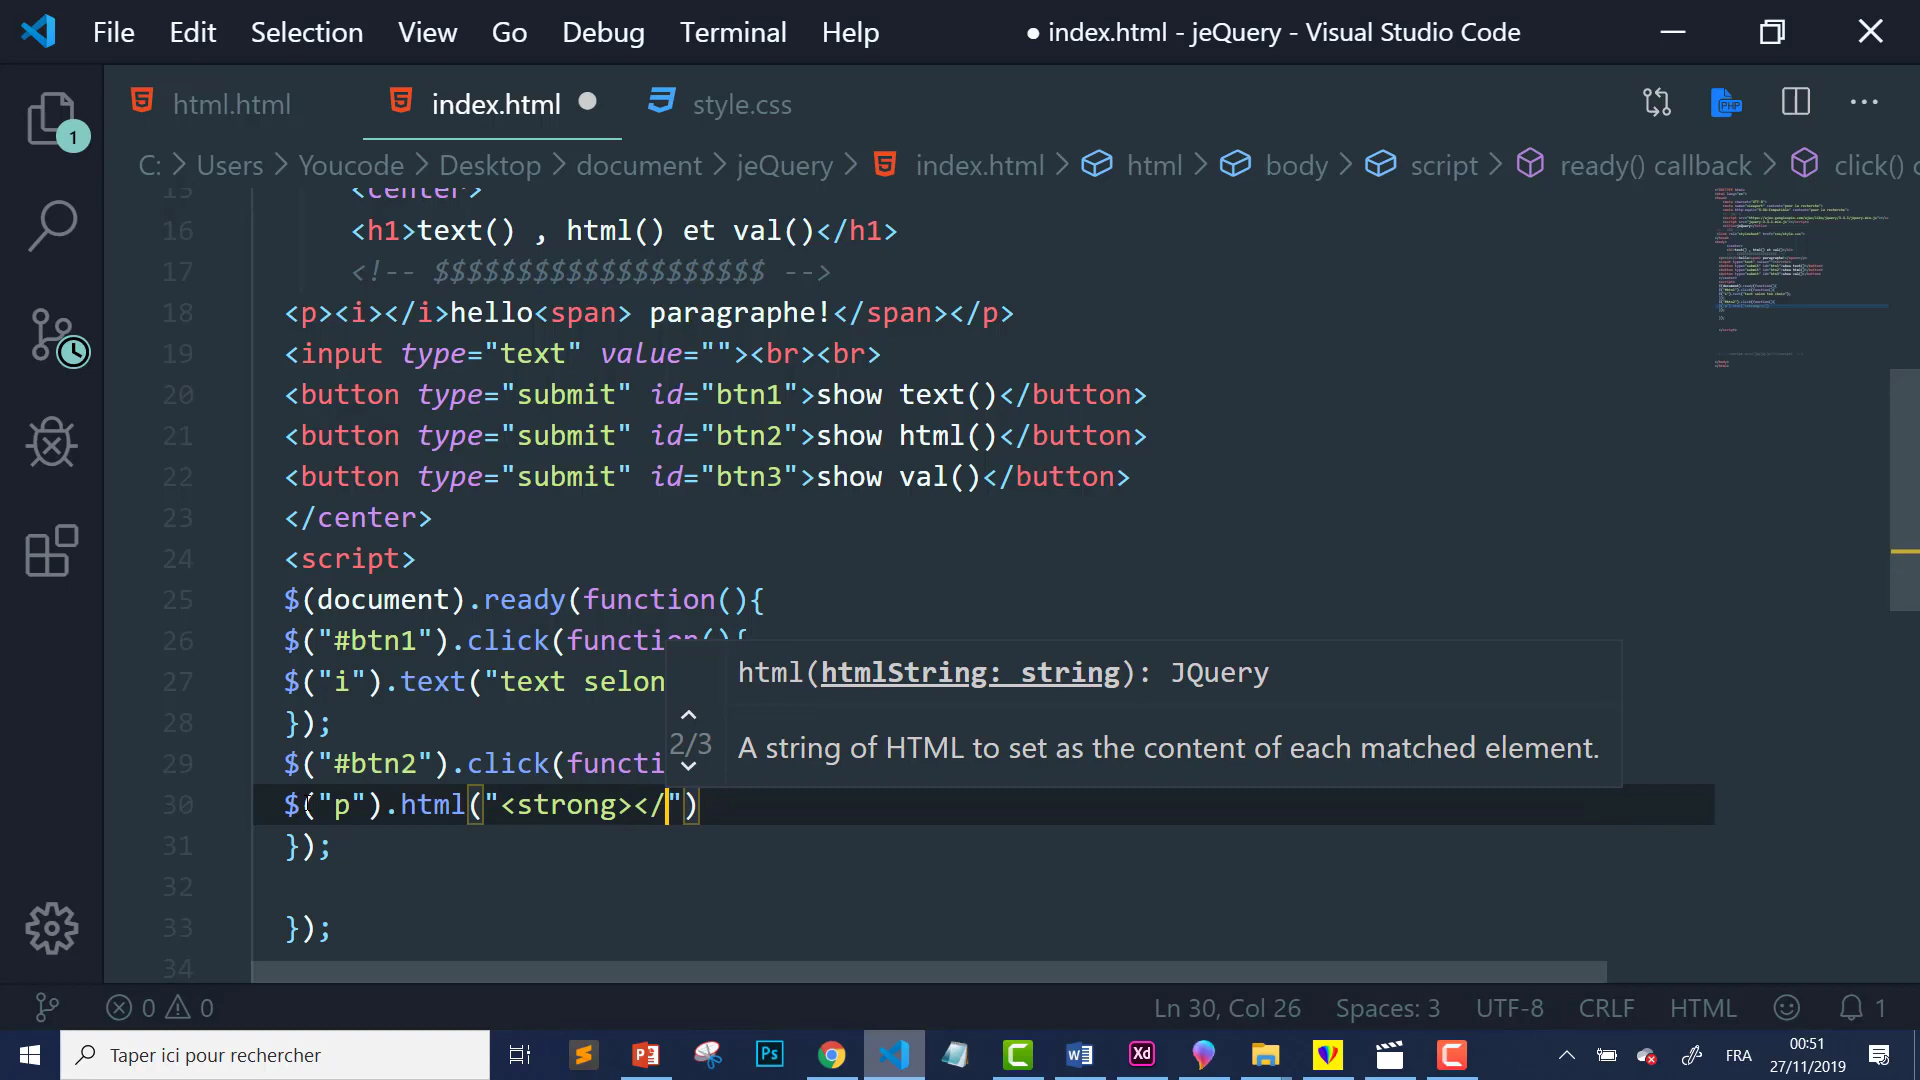 File Edit Selection View Go Debug Terminal Help ● index.html - jeQuery - Visual Studio Code
html.html index.html style.css
PHP
C: > Users > Youcode > Desktop > document > jeQuery > index.html > html > body > script > ready() callback > click() c
1
15 <center>
16 <h1>text() , html() et val()</h1>
17 <!-- $$$$$$$$$$$$$$$$$$$$ -->
18 <p><i></i>hello<span> paragraphe!</span></p>
19 <input type="text" value=""><br><br>
20 <button type="submit" id="btn1">show text()</button>
21 <button type="submit" id="btn2">show html()</button>
22 <button type="submit" id="btn3">show val()</button>
23 </center>
24 <script>
25 $(document).ready(function(){
26 $("#btn1").click(function(){
27 $("i").text("text selon
28 });
29 $("#btn2").click(functi
30 $("p").html("<strong></")
31 });
32
33 });
34
html(htmlString: string): JQuery
2/3
A string of HTML to set as the content of each matched element.
0 0 Ln 30, Col 26 Spaces: 3 UTF-8 CRLF HTML 1
Taper ici pour rechercher
Ps
Xd
FRA
00:51
27/11/2019